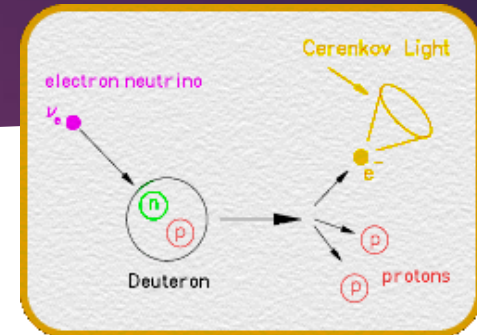 Cerenkov Light
electron neutrino
νe
e-
n
p
p
Deuteron
p
protons